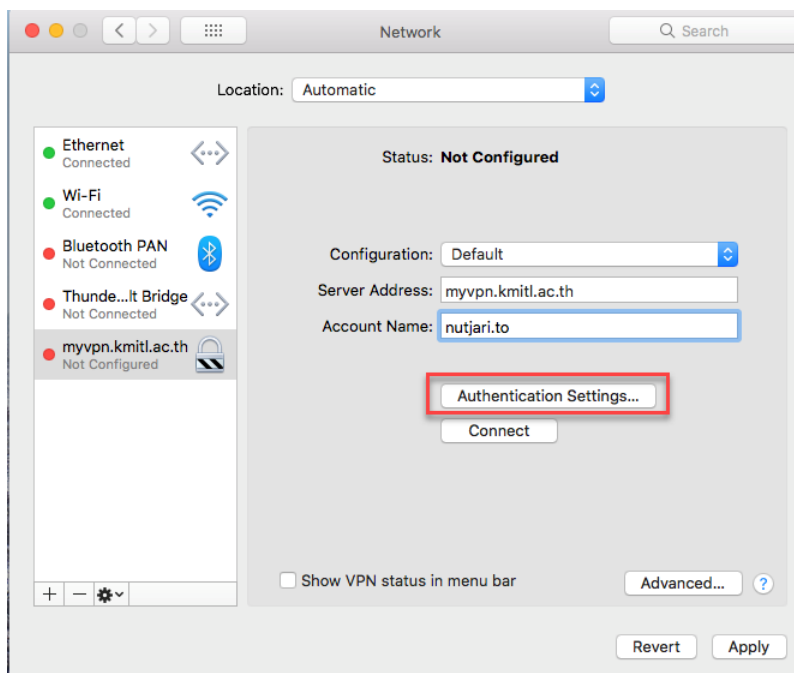 Network
Search
Location: Automatic
Ethernet
Connected
Wi-Fi
Connected
Bluetooth PAN
Not Connected
Thunde...lt Bridge
Not Connected
myvpn.kmitl.ac.th
Not Configured
Status: Not Configured
Configuration: Default
Server Address: myvpn.kmitl.ac.th
Account Name: nutjari.to
Authentication Settings...
Connect
Show VPN status in menu bar
Advanced... ?
Revert Apply